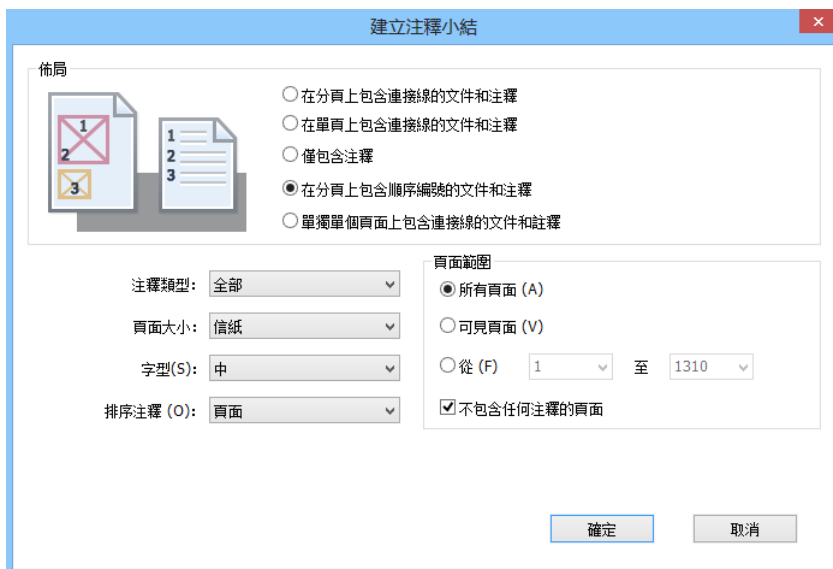 建立注釋小結
佈局
1
2
3
1
2
3
在分頁上包含連接線的文件和注釋
在單頁上包含連接線的文件和注釋
僅包含注釋
在分頁上包含順序編號的文件和注釋
單獨單個頁面上包含連接線的文件和註釋
注釋類型: 全部
頁面大小: 信紙
字型(S): 中
排序注釋 (O): 頁面
頁面範圍
所有頁面 (A)
可見頁面 (V)
從 (F) 1 至 1310
不包含任何注釋的頁面
確定 取消